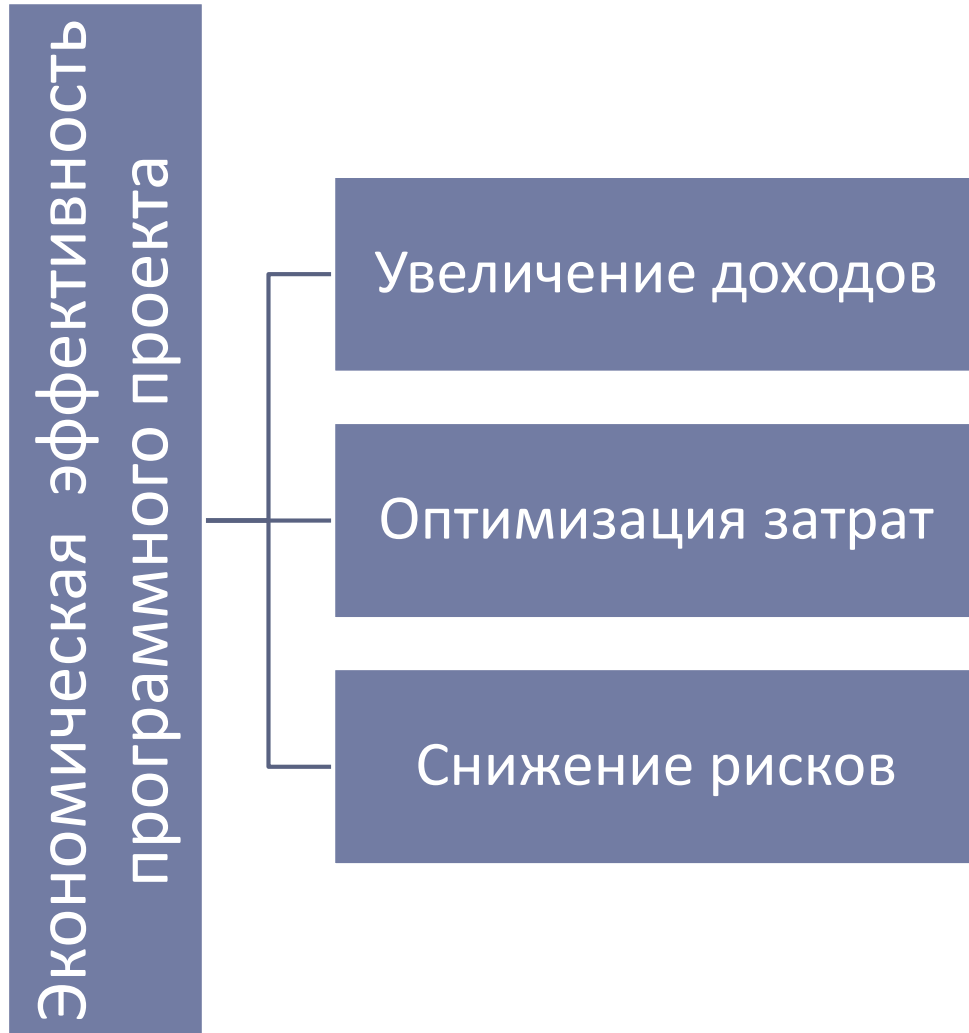 Экономическая эффективность
программного проекта
Увеличение доходов
Оптимизация затрат
Снижение рисков